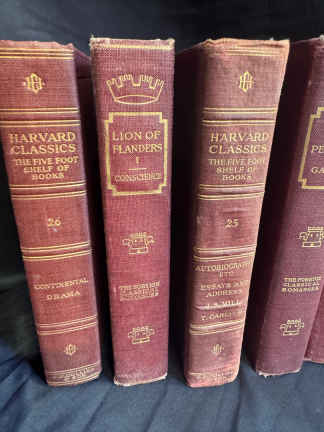 HARVARD
CLASSICS
THE FIVE FOOT
SHELF OF
BOOKS
26
CONTINENTAL
DRAMA
LION OF
FLANDERS
I
CONSCIENCE
THE FOREIGN
CLASSICAL
ROMANCES
HARVARD
CLASSICS
THE FIVE FOOT
SHELF OF
BOOKS
25
AUTOBIOGRAPHY
ETC.
ESSAYS AND
ADDRESS
J.S. MILL
T. CARLYLE
PE
GA
THE FOREIGN
CLASSICAL
ROMANCES